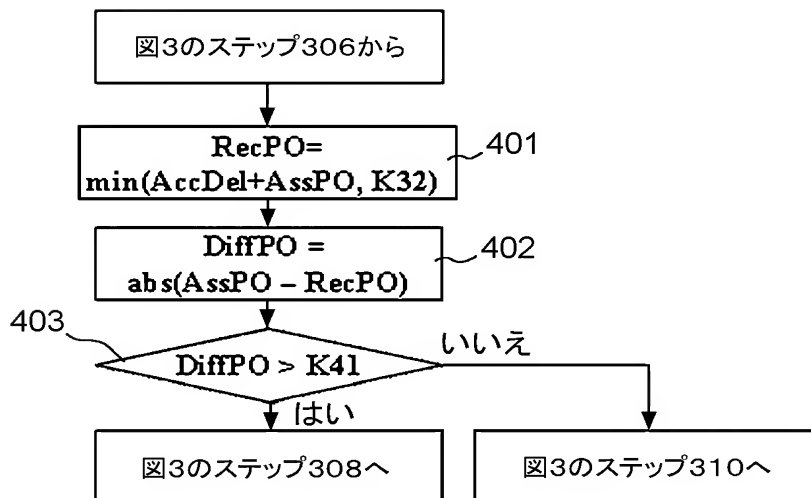 図3のステップ306から
RecPO=
min(AccDel+AssPO, K32)
401
DiffPO =
abs(AssPO – RecPO)
402
403
DiffPO > K41
いいえ
はい
図3のステップ308へ
図3のステップ310へ